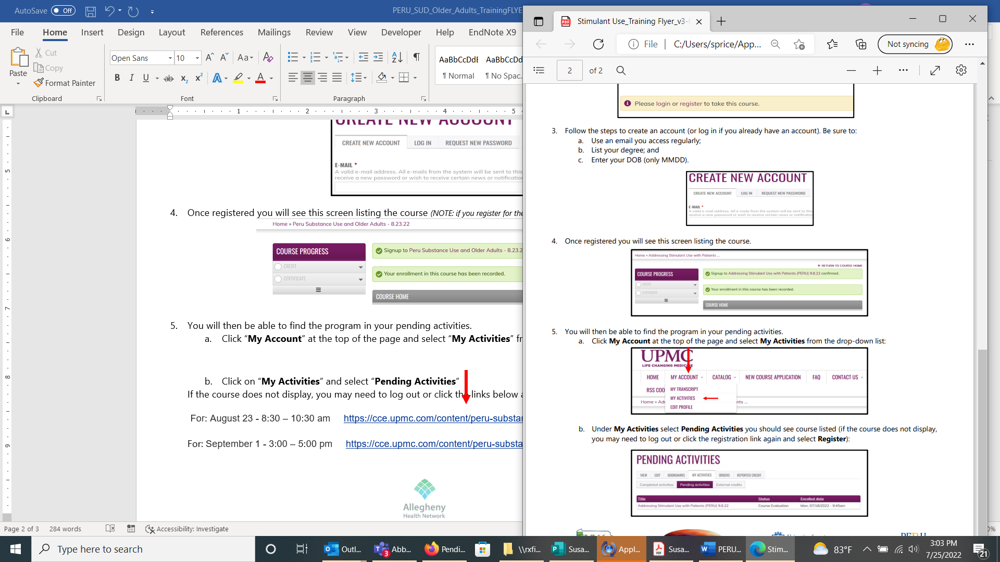 AutoSave Off
PERU_SUD_Older_Adults_TrainingFLYE
File Home Insert Design Layout References Mailings Review View Developer Help EndNote X9
Paste
Cut
Copy
Format Painter
Clipboard
Open Sans 10
Font
Paragraph
AaBbCcDdE AaBbCcDd
¶ Normal ¶ No Spac...
1 2 3 4 5
CREATE NEW ACCOUNT
CREATE NEW ACCOUNT LOG IN REQUEST NEW PASSWORD
E-MAIL *
A valid e-mail address. All e-mails from the system will be sent to this
receive a new password or wish to receive certain news or notification
4. Once registered you will see this screen listing the course (NOTE: if you register for the
Home » Peru Substance Use and Older Adults - 8.23.22
COURSE PROGRESS
CREDIT
CERTIFICATE
Signup to Peru Substance Use and Older Adults - 8.23.2
Your enrollment in this course has been recorded.
COURSE HOME
5. You will then be able to find the program in your pending activities.
a. Click “My Account” at the top of the page and select “My Activities” fr
b. Click on “My Activities” and select “Pending Activities”
If the course does not display, you may need to log out or click the links below a
For: August 23 - 8:30 – 10:30 am https://cce.upmc.com/content/peru-substan
For: September 1 - 3:00 – 5:00 pm https://cce.upmc.com/content/peru-substa
Allegheny
Health Network
5
6
7
8
9
Page 2 of 3 284 words Accessibility: Investigate
Stimulant Use_Training Flyer_v3-
File C:/Users/sprice/App... Not syncing
2 of 2
Please login or register to take this course.
3. Follow the steps to create an account (or log in if you already have an account). Be sure to:
a. Use an email you access regularly;
b. List your degree; and
c. Enter your DOB (only MMDD).
CREATE NEW ACCOUNT
CREATE NEW ACCOUNT LOG IN REQUEST NEW PASSWORD
E-MAIL *
A valid e-mail address. All e-mails from the system will be sent to this
receive a new password or wish to receive certain news or notification
4. Once registered you will see this screen listing the course.
Home » Addressing Stimulant Use with Patients ...
RETURN TO COURSE HOME
COURSE PROGRESS
CREDIT
CERTIFICATE
Signup to Addressing Stimulant Use with Patients (PERU) 9.8.22 confirmed.
Your enrollment in this course has been recorded.
COURSE HOME
5. You will then be able to find the program in your pending activities.
a. Click My Account at the top of the page and select My Activities from the drop-down list:
UPMC
LIFE CHANGING MEDICINE
HOME MY ACCOUNT CATALOG NEW COURSE APPLICATION FAQ CONTACT US
RSS COO MY TRANSCRIPT
MY ACTIVITIES
Home » Add nts ...
EDIT PROFILE
b. Under My Activities select Pending Activities you should see course listed (if the course does not display,
you may need to log out or click the registration link again and select Register):
PENDING ACTIVITIES
VIEW EDIT BOOKMARKS MY ACTIVITIES ORDERS REPORTED CREDIT
Completed activities Pending activities External credits
Title Status Enrolled date
Addressing Stimulant Use with Patients (PERU) 9.8.22 Course Evaluation Mon, 07/18/2022 - 9:45am
0%
Type here to search
Outl... Abb... Pendi... \\rxfi... Susa... Appl... Susa... PERU... Stim...
3
83°F
3:03 PM
7/25/2022
21